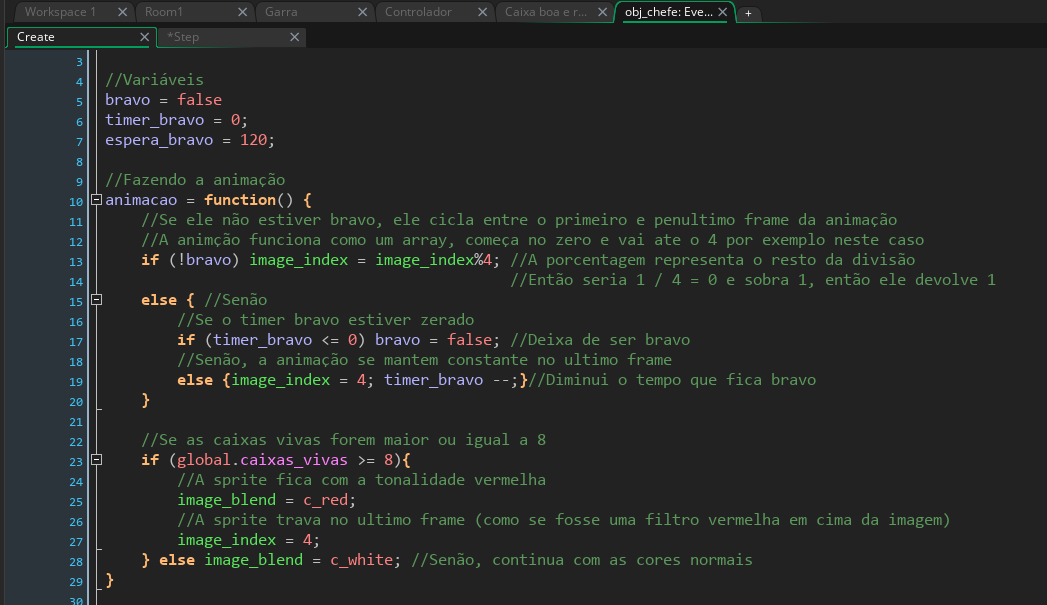 Workspace 1 Room1 Garra Controlador Caixa boa e r... obj_chefe: Eve... +
Create *Step
3
4 //Variáveis
5 bravo = false
6 timer_bravo = 0;
7 espera_bravo = 120;
8
9 //Fazendo a animação
10 animacao = function() {
11 //Se ele não estiver bravo, ele cicla entre o primeiro e penultimo frame da animação
12 //A animção funciona como um array, começa no zero e vai ate o 4 por exemplo neste caso
13 if (!bravo) image_index = image_index%4; //A porcentagem representa o resto da divisão
14 //Então seria 1 / 4 = 0 e sobra 1, então ele devolve 1
15 else { //Senão
16 //Se o timer bravo estiver zerado
17 if (timer_bravo <= 0) bravo = false; //Deixa de ser bravo
18 //Senão, a animação se mantem constante no ultimo frame
19 else {image_index = 4; timer_bravo --;}//Diminui o tempo que fica bravo
20 }
21
22 //Se as caixas vivas forem maior ou igual a 8
23 if (global.caixas_vivas >= 8){
24 //A sprite fica com a tonalidade vermelha
25 image_blend = c_red;
26 //A sprite trava no ultimo frame (como se fosse uma filtro vermelha em cima da imagem)
27 image_index = 4;
28 } else image_blend = c_white; //Senão, continua com as cores normais
29 }
30